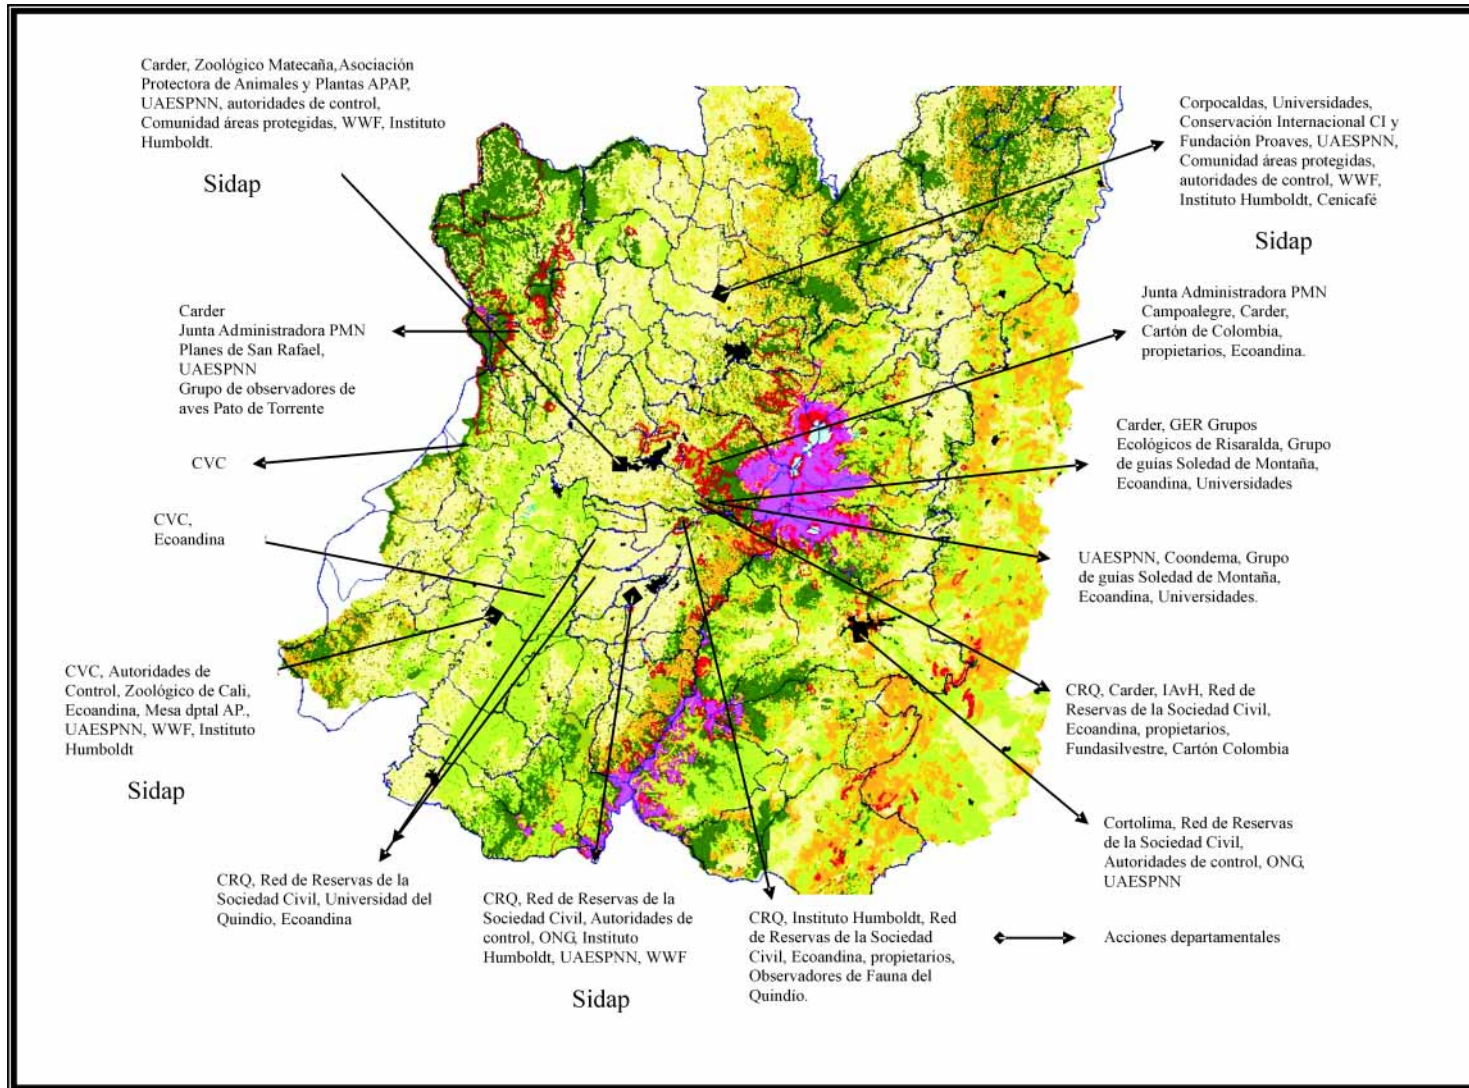 Carder, Zoológico Matecaña, Asociación
Protectora de Animales y Plantas APAP,
UAESPNN, autoridades de control,
Comunidad áreas protegidas, WWF, Instituto
Humboldt.
Sidap
Corpocaldas, Universidades,
Conservación Internacional CI y
Fundación Proaves, UAESPNN,
Comunidad áreas protegidas,
autoridades de control, WWF,
Instituto Humboldt, Cenicafé
Sidap
Carder
Junta Administradora PMN
Planes de San Rafael,
UAESPNN
Grupo de observadores de
aves Pato de Torrente
Junta Administradora PMN
Campoalegre, Carder,
Cartón de Colombia,
propietarios, Ecoandina.
CVC
Carder, GER Grupos
Ecológicos de Risaralda, Grupo
de guías Soledad de Montaña,
Ecoandina, Universidades
CVC,
Ecoandina
UAESPNN, Coondema, Grupo
de guías Soledad de Montaña,
Ecoandina, Universidades.
CVC, Autoridades de
Control, Zoológico de Cali,
Ecoandina, Mesa dptal AP.,
UAESPNN, WWF, Instituto
Humboldt
Sidap
CRQ, Carder, IAvH, Red de
Reservas de la Sociedad Civil,
Ecoandina, propietarios,
Fundasilvestre, Cartón Colombia
Cortolima, Red de Reservas
de la Sociedad Civil,
Autoridades de control, ONG,
UAESPNN
CRQ, Red de Reservas de la
Sociedad Civil, Universidad del
Quindío, Ecoandina
CRQ, Red de Reservas de la
Sociedad Civil, Autoridades de
control, ONG, Instituto
Humboldt, UAESPNN, WWF
Sidap
CRQ, Instituto Humboldt, Red
de Reservas de la Sociedad
Civil, Ecoandina, propietarios,
Observadores de Fauna del
Quindío.
Acciones departamentales